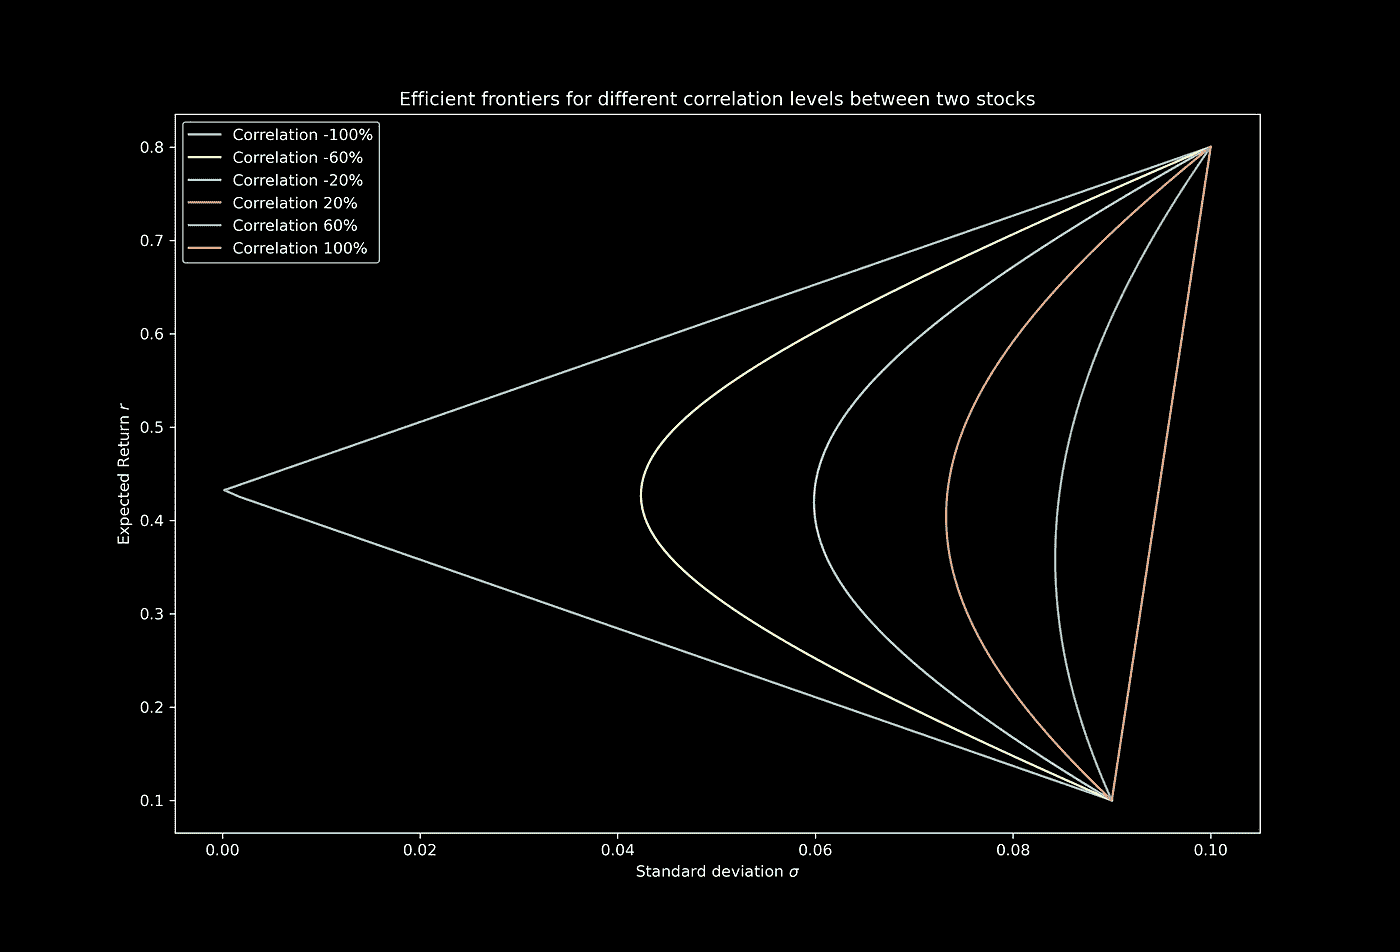 Efficient frontiers for different correlation levels between two stocks
Correlation -100%
Correlation -60%
Correlation -20%
Correlation 20%
Correlation 60%
Correlation 100%
0.8
0.7
0.6
0.5
0.4
0.3
0.2
0.1
Expected Return r
0.00 0.02 0.04 0.06 0.08 0.10
Standard deviation σ